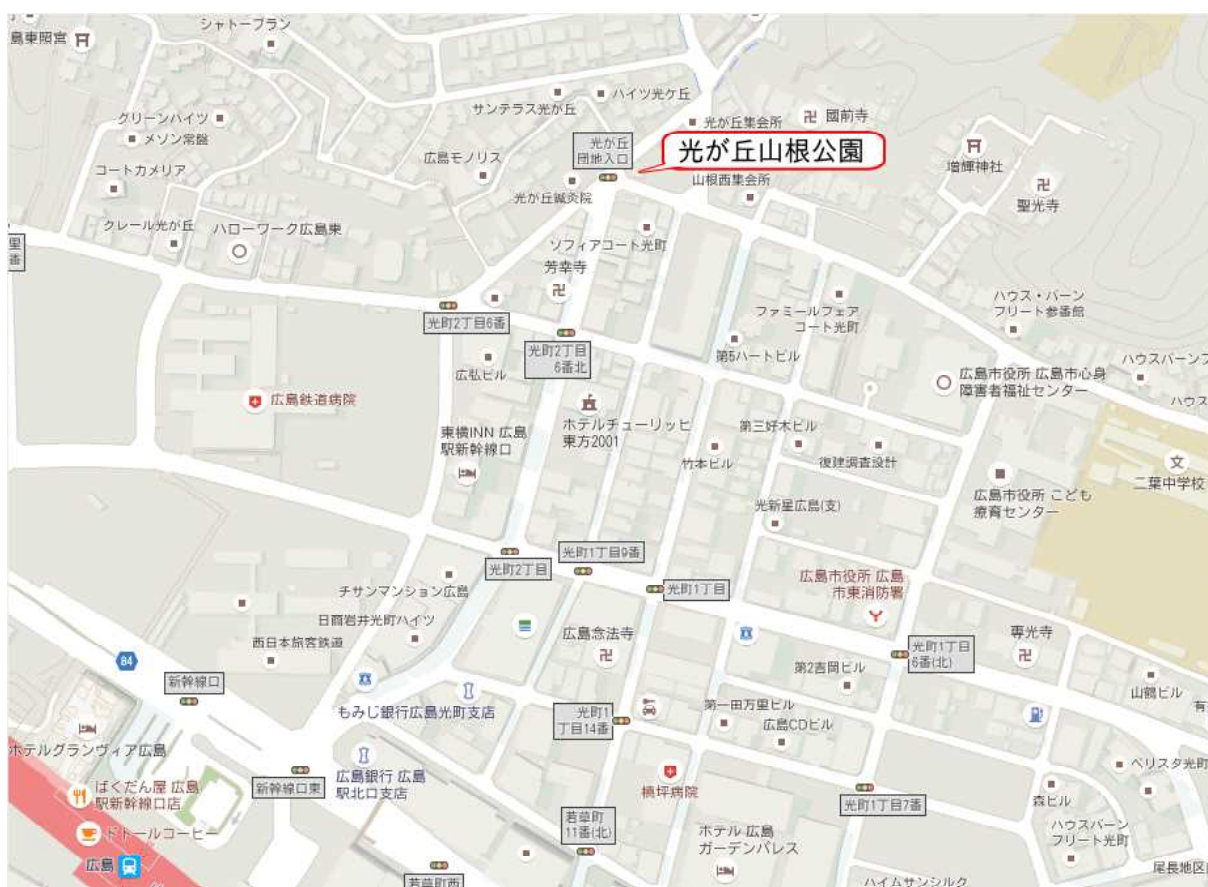 シャトーブラン
島東照宮
サンテラス光が丘
ハイツ光ケ丘
グリーンハイツ
メゾン常盤
光が丘
団地入口
光が丘集会所
國前寺
光が丘山根公園
広島モノリス
コートカメリア
光が丘鍼灸院
山根西集会所
増輝神社
聖光寺
クレール光が丘
ハローワーク広島東
ソフィアコート光町
里
番
芳幸寺
ハウス・バーン
フリート参番館
ファミールフェア
コート光町
光町2丁目6番
光町2丁目
6番北
広弘ビル
第5ハートビル
ハウスバーンフ
広島市役所 広島市心身
障害者福祉センター
ハウス
広島鉄道病院
ホテルチューリッヒ
東方2001
東横INN 広島
駅新幹線口
第三好木ビル
竹本ビル
復建調査設計
二葉中学校
広島市役所 こども
療育センター
光新星広島(支)
光町1丁目9番
光町2丁目
光町1丁目
広島市役所 広島
市東消防署
チサンマンション広島
日商岩井光町ハイツ
西日本旅客鉄道
広島念法寺
専光寺
光町1丁目
6番(北)
84
新幹線口
第2吉岡ビル
山鶴ビル
もみじ銀行広島光町支店
光町1
丁目14番
第一田万里ビル
広島CDビル
有
ホテルグランヴィア広島
ばくだん屋 広島
駅新幹線口店
新幹線口東
広島銀行 広島
駅北口支店
槙坪病院
光町1丁目7番
ベリスタ光町
森ビル
ドトールコーヒー
若草町
11番(北)
ホテル 広島
ガーデンパレス
ハウスバーン
フリート光町
広島
若草町西
ハイムサンシルク
尾長地区